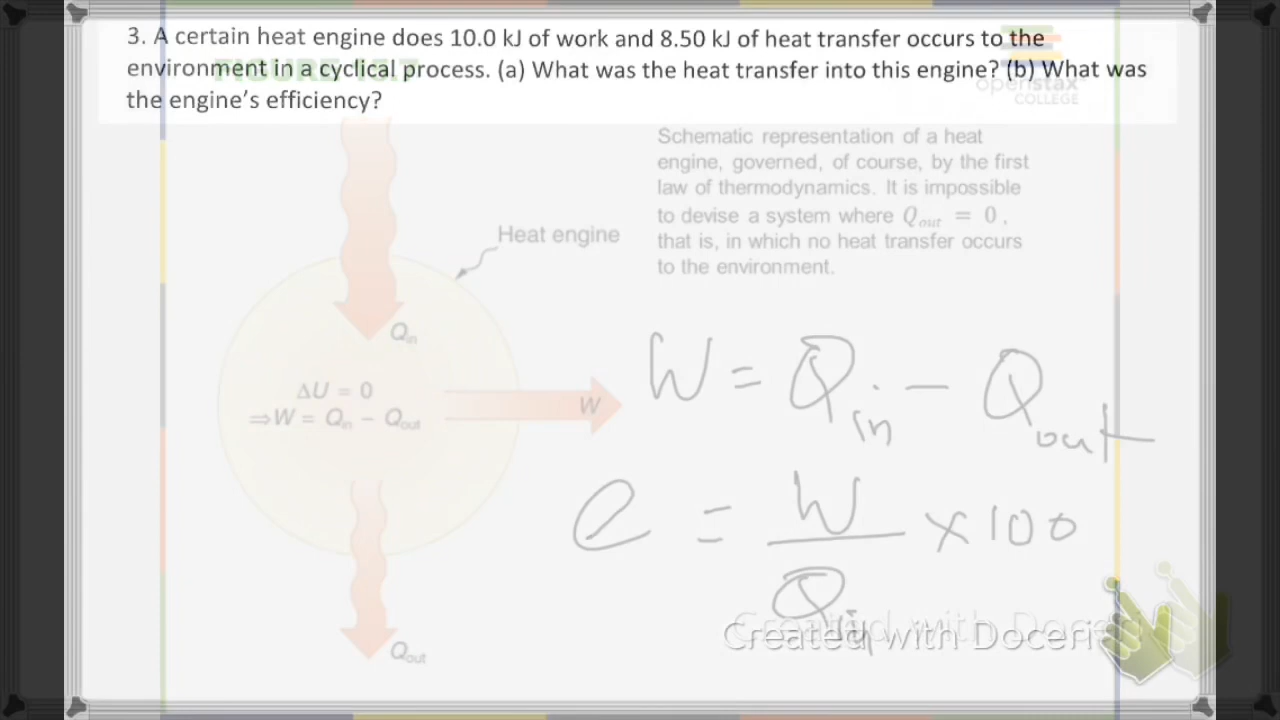 3. A certain heat engine does 10.0 kJ of work and 8.50 kJ of heat transfer occurs to the
environment in a cyclical process. (a) What was the heat transfer into this engine? (b) What was
the engine’s efficiency?
openstax
COLLEGE
Schematic representation of a heat
engine, governed, of course, by the first
law of thermodynamics. It is impossible
to devise a system where Qout = 0 ,
that is, in which no heat transfer occurs
to the environment.
Heat engine
Qin
ΔU = 0
⇒W = Qin − Qout
W
W = Qin − Qout
e = W/Qin × 100
Qout
Created with Doceri